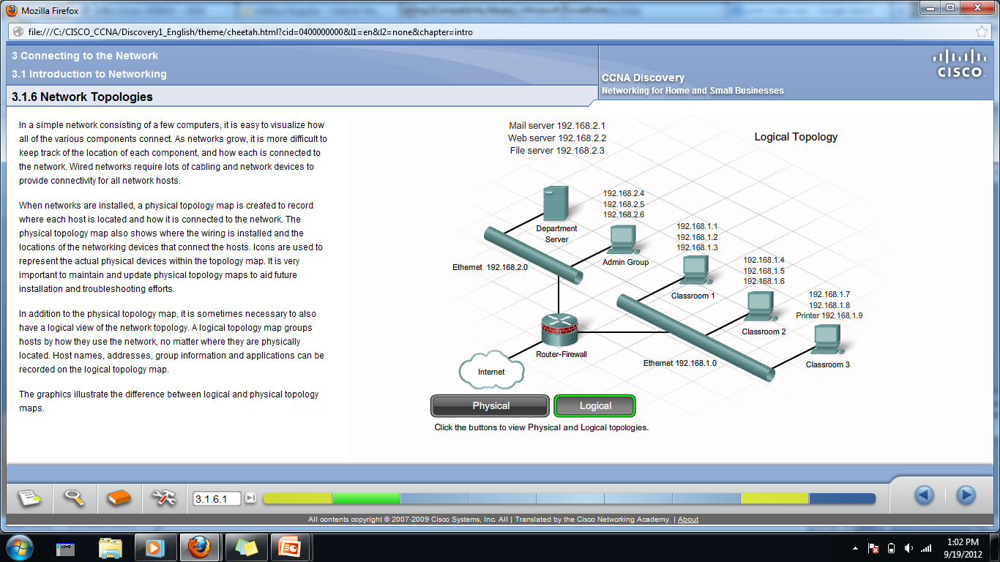 Mozilla Firefox
file:///C:/CISCO_CCNA/Discovery1_English/theme/cheetah.html?cid=0400000000&l1=en&l2=none&chapter=intro
3 Connecting to the Network
3.1 Introduction to Networking
3.1.6 Network Topologies
CCNA Discovery
Networking for Home and Small Businesses
CISCO
In a simple network consisting of a few computers, it is easy to visualize how
all of the various components connect. As networks grow, it is more difficult to
keep track of the location of each component, and how each is connected to
the network. Wired networks require lots of cabling and network devices to
provide connectivity for all network hosts.
When networks are installed, a physical topology map is created to record
where each host is located and how it is connected to the network. The
physical topology map also shows where the wiring is installed and the
locations of the networking devices that connect the hosts. Icons are used to
represent the actual physical devices within the topology map. It is very
important to maintain and update physical topology maps to aid future
installation and troubleshooting efforts.
In addition to the physical topology map, it is sometimes necessary to also
have a logical view of the network topology. A logical topology map groups
hosts by how they use the network, no matter where they are physically
located. Host names, addresses, group information and applications can be
recorded on the logical topology map.
The graphics illustrate the difference between logical and physical topology
maps.
Mail server 192.168.2.1
Web server 192.168.2.2
File server 192.168.2.3
Logical Topology
192.168.2.4
192.168.2.5
192.168.2.6
Department
Server
Admin Group
Ethernet 192.168.2.0
192.168.1.1
192.168.1.2
192.168.1.3
Classroom 1
192.168.1.4
192.168.1.5
192.168.1.6
Classroom 2
192.168.1.7
192.168.1.8
Printer 192.168.1.9
Classroom 3
Router-Firewall
Ethernet 192.168.1.0
Internet
Physical
Logical
Click the buttons to view Physical and Logical topologies.
3.1.6.1
All contents copyright © 2007-2009 Cisco Systems, Inc. All | Translated by the Cisco Networking Academy. | About
1:02 PM
9/19/2012